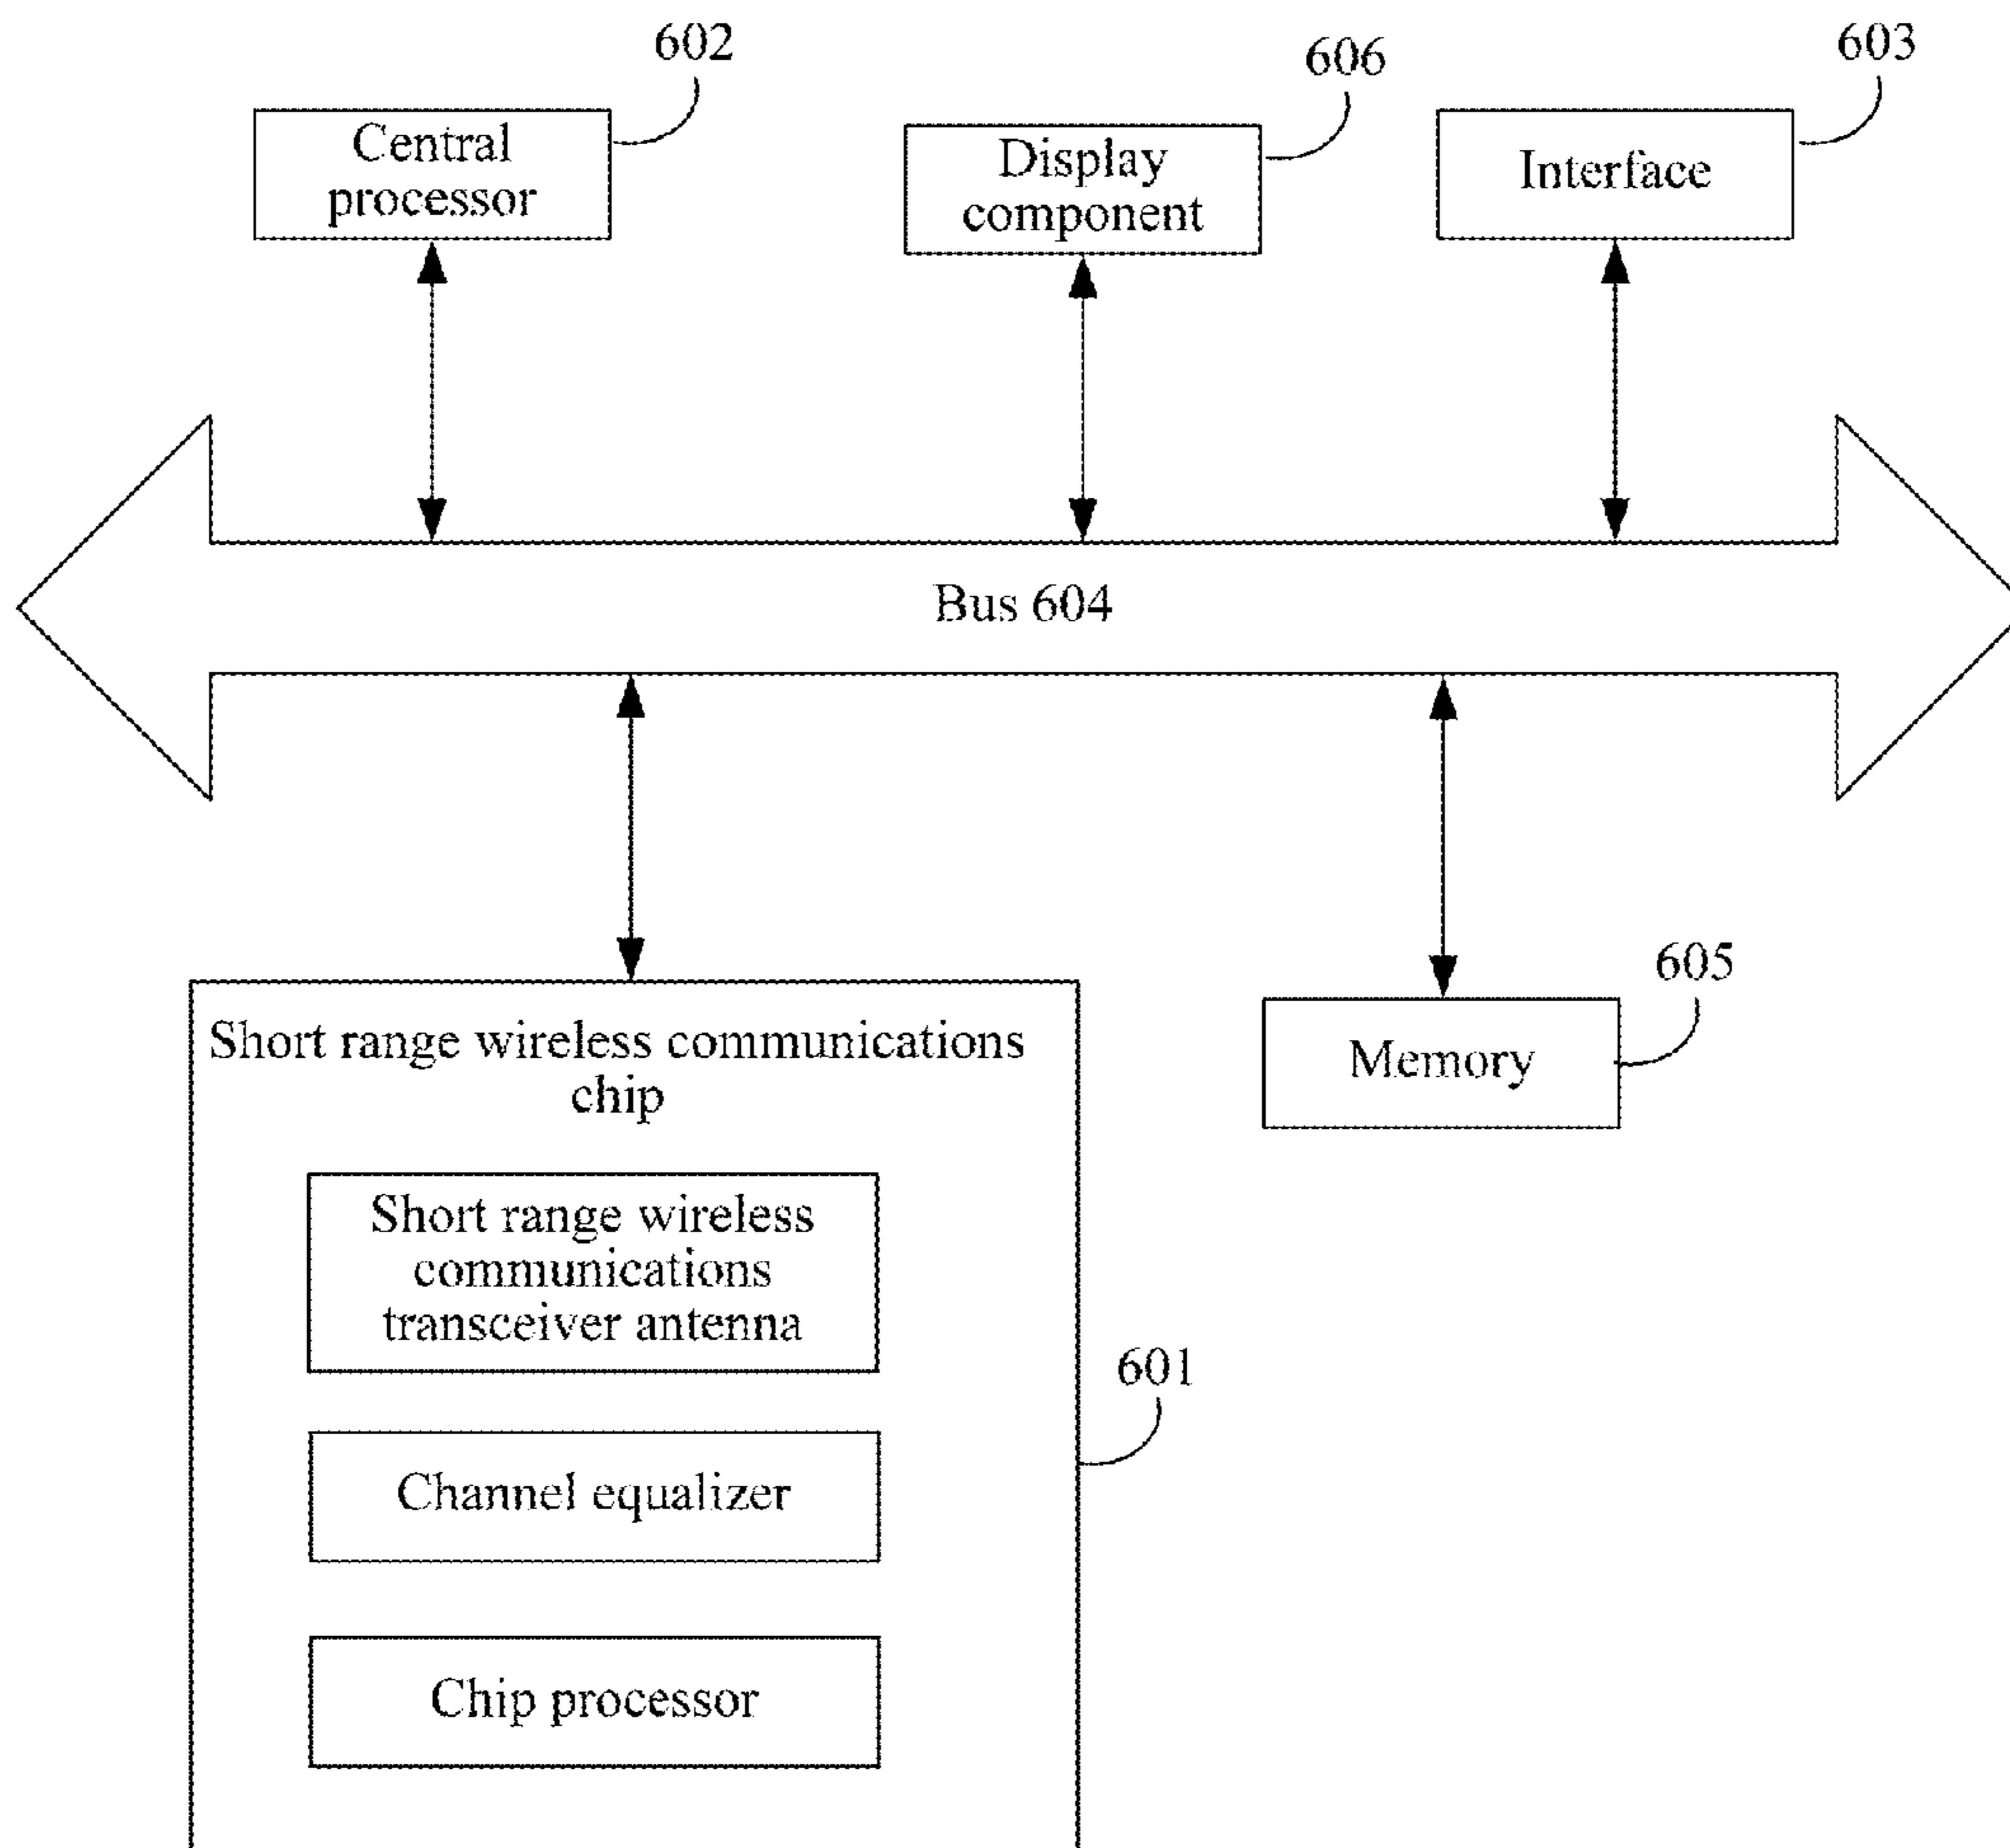 602
606
603
Central
processor
Display
component
Interface
Bus 604
605
Short range wireless communications
chip
Memory
Short range wireless
communications
transceiver antenna
601
Channel equalizer
Chip processor